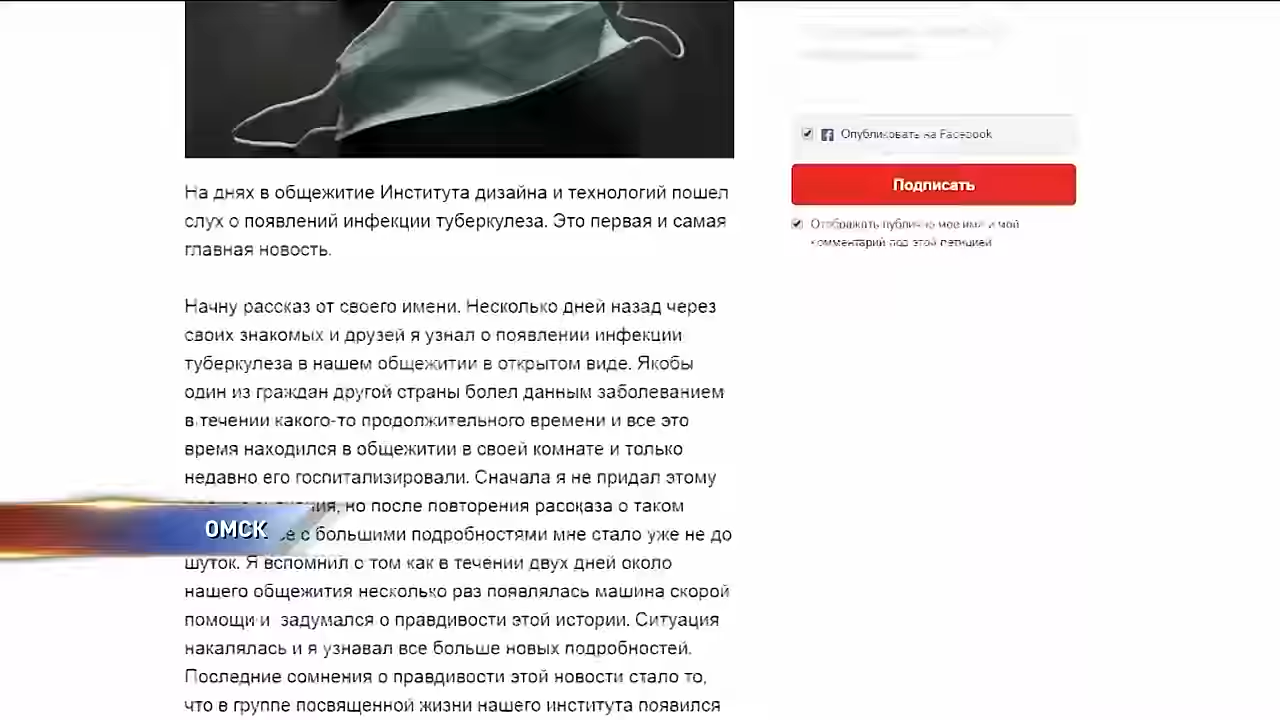 На днях в общежитие Института дизайна и технологий пошел
слух о появлений инфекции туберкулеза. Это первая и самая
главная новость.
Начну рассказ от своего имени. Несколько дней назад через
своих знакомых и друзей я узнал о появлении инфекции
туберкулеза в нашем общежитии в открытом виде. Якобы
один из граждан другой страны болел данным заболеванием
в течении какого-то продолжительного времени и все это
время находился в общежитии в своей комнате и только
недавно его госпитализировали. Сначала я не придал этому
но после повторения рассказа о таком
с большими подробностями мне стало уже не до
шуток. Я вспомнил о том как в течении двух дней около
нашего общежития несколько раз появлялась машина скорой
помощи и задумался о правдивости этой истории. Ситуация
накалялась и я узнавал все больше новых подробностей.
Последние сомнения о правдивости этой новости стало то,
что в группе посвященной жизни нашего института появился
ОМСК
Опубликовать на Facebook
Подписать
Отображать публично мое имя и мой
комментарий под этой петицией